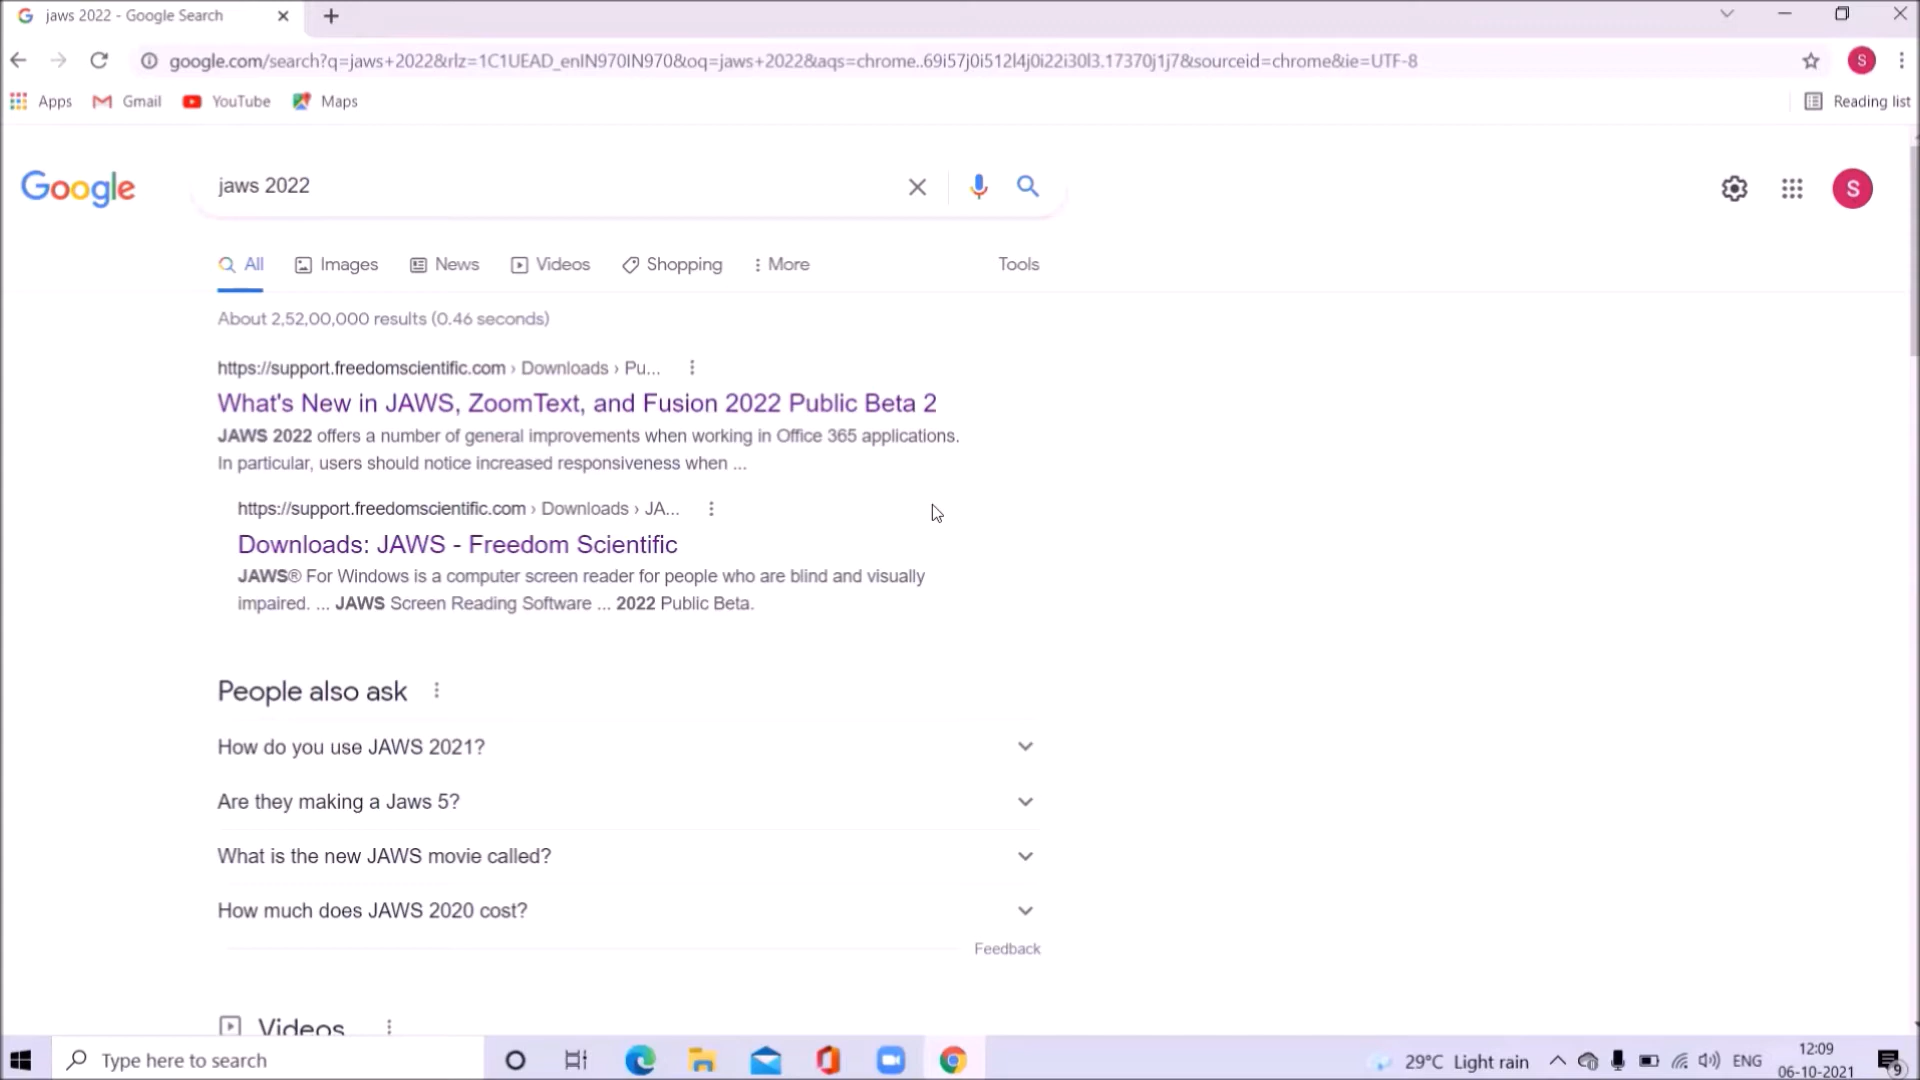 jaws 2022 - Google Search
google.com/search?q=jaws+2022&rlz=1C1UEAD_enIN970IN970&oq=jaws+2022&aqs=chrome..69i57j0i512l4j0i22i30l3.17370j1j7&sourceid=chrome&ie=UTF-8
S
Apps Gmail YouTube Maps Reading list
Google jaws 2022 S
All Images News Videos Shopping More Tools
About 2,52,00,000 results (0.46 seconds)
https://support.freedomscientific.com › Downloads › Pu...
What's New in JAWS, ZoomText, and Fusion 2022 Public Beta 2
JAWS 2022 offers a number of general improvements when working in Office 365 applications.
In particular, users should notice increased responsiveness when ...
https://support.freedomscientific.com › Downloads › JA...
Downloads: JAWS - Freedom Scientific
JAWS® For Windows is a computer screen reader for people who are blind and visually
impaired. ... JAWS Screen Reading Software ... 2022 Public Beta.
People also ask
How do you use JAWS 2021?
Are they making a Jaws 5?
What is the new JAWS movie called?
How much does JAWS 2020 cost?
Feedback
Videos
Type here to search 29°C Light rain ENG 12:09
06-10-2021 9